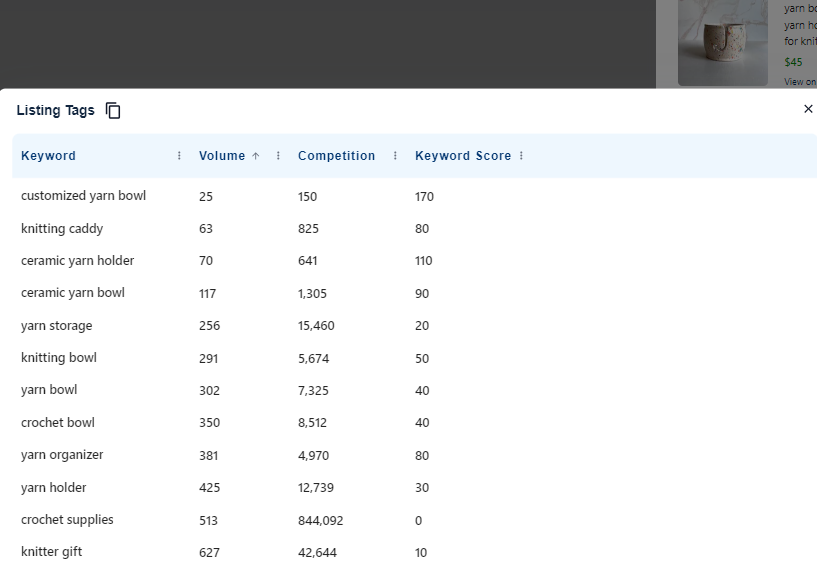 yarn bo
yarn ho
for knit
$45
View on
Listing Tags
Keyword Volume Competition Keyword Score
customized yarn bowl 25 150 170
knitting caddy 63 825 80
ceramic yarn holder 70 641 110
ceramic yarn bowl 117 1,305 90
yarn storage 256 15,460 20
knitting bowl 291 5,674 50
yarn bowl 302 7,325 40
crochet bowl 350 8,512 40
yarn organizer 381 4,970 80
yarn holder 425 12,739 30
crochet supplies 513 844,092 0
knitter gift 627 42,644 10